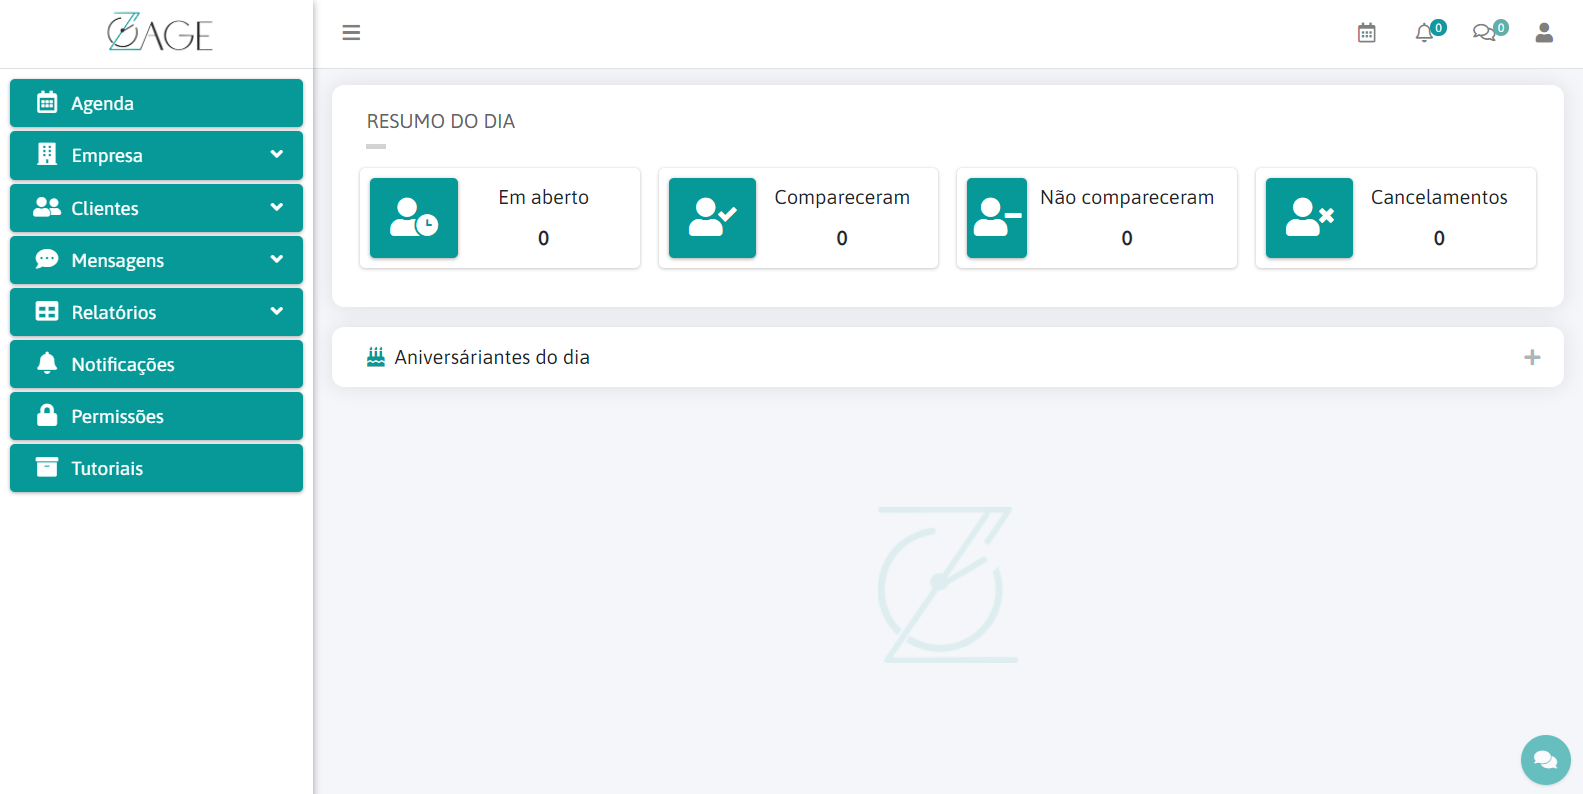 ZAGE
0
0
Agenda
Empresa
Clientes
Mensagens
Relatórios
Notificações
Permissões
Tutoriais
RESUMO DO DIA
Em aberto
0
Compareceram
0
Não compareceram
0
Cancelamentos
0
Aniversáriantes do dia